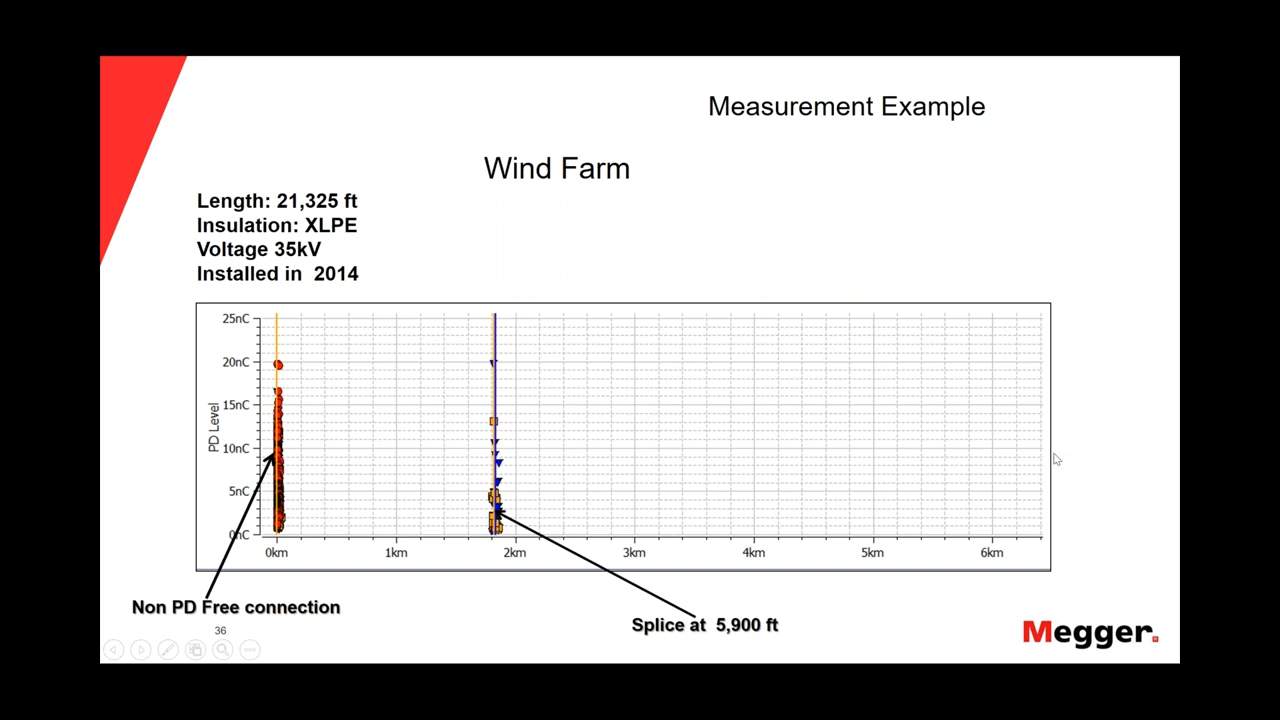 Measurement Example
Wind Farm
Length: 21,325 ft
Insulation: XLPE
Voltage 35kV
Installed in 2014
25nC
20nC
15nC
10nC
5nC
0nC
PD Level
0km 1km 2km 3km 4km 5km 6km
Non PD Free connection
Splice at 5,900 ft
36
Megger.